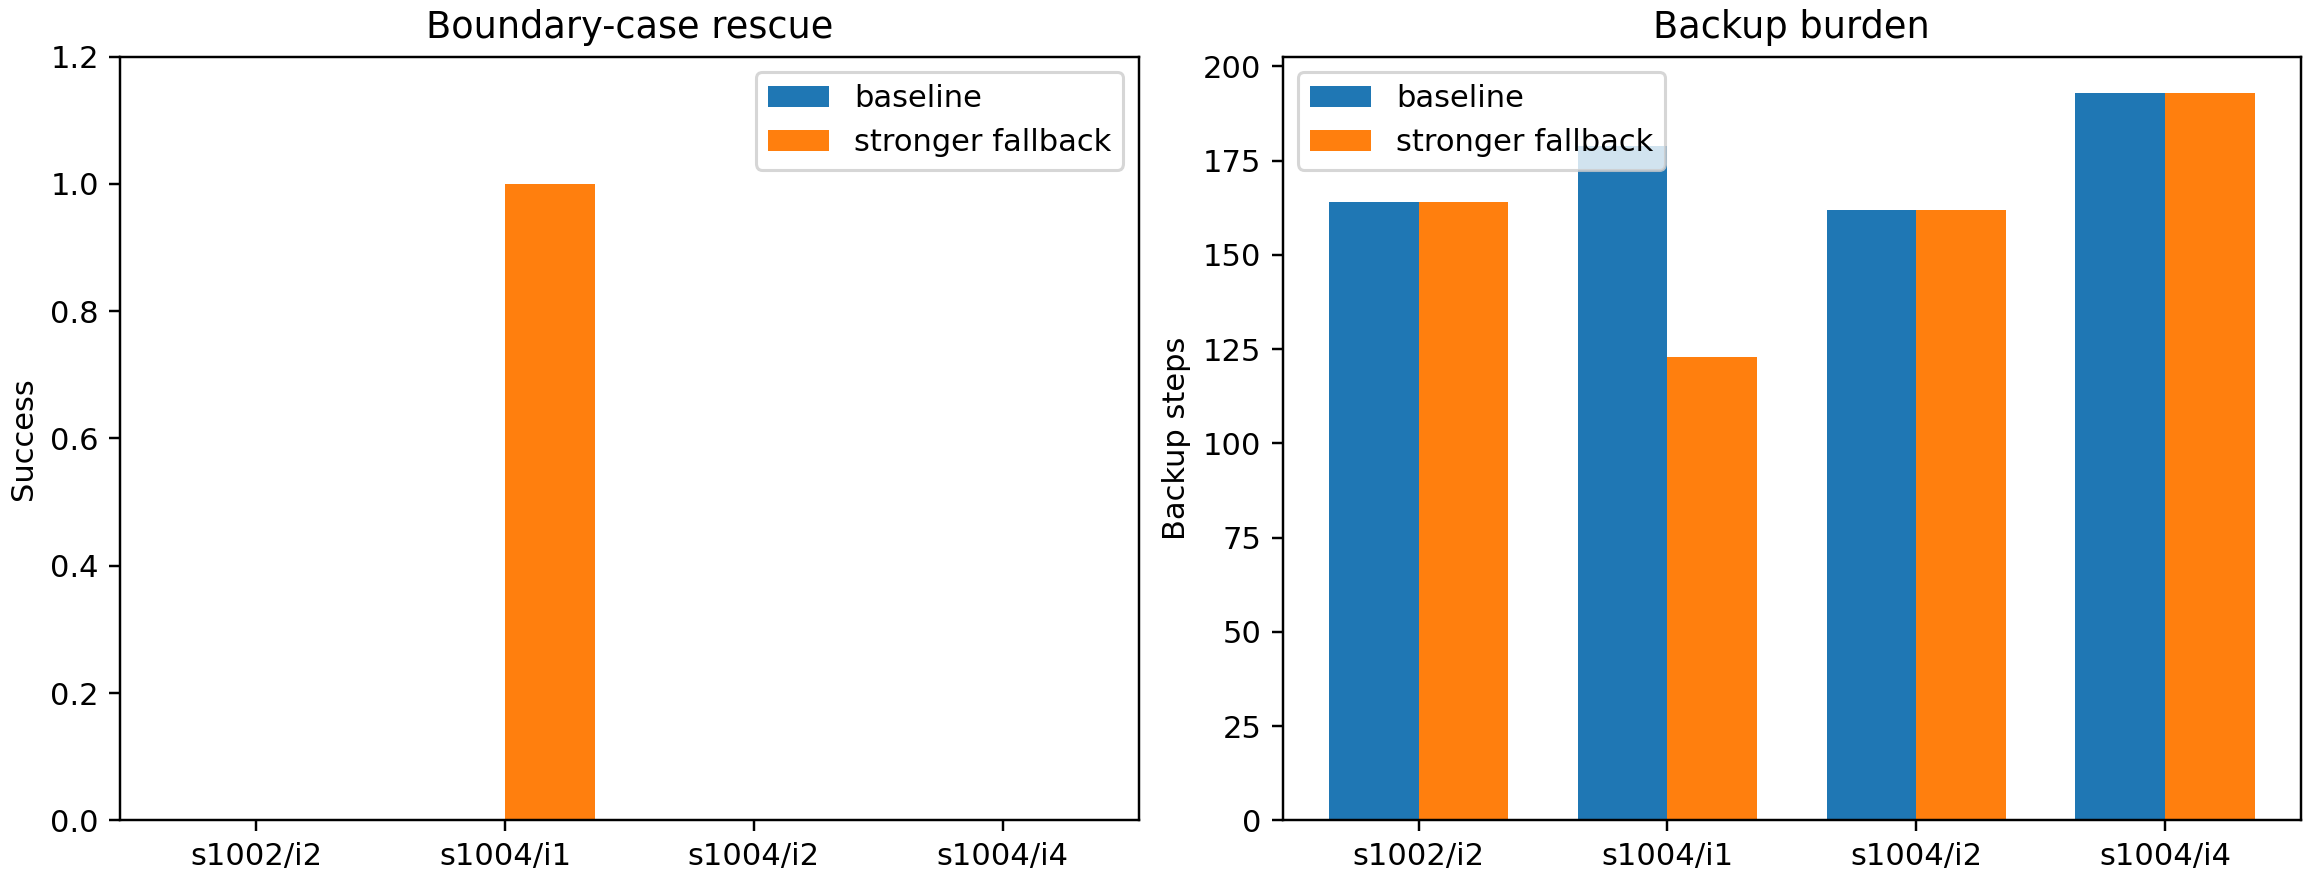 Boundary-case rescue
Success
1.2
1.0
0.8
0.6
0.4
0.2
0.0
baseline
stronger fallback
s1002/i2
s1004/i1
s1004/i2
s1004/i4
Backup burden
Backup steps
200
175
150
125
100
75
50
25
0
baseline
stronger fallback
s1002/i2
s1004/i1
s1004/i2
s1004/i4